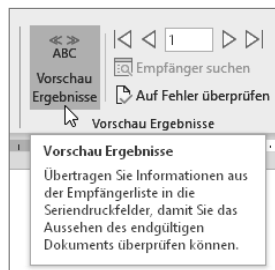 ABC
Vorschau
Ergebnisse
1
Empfänger suchen
Auf Fehler überprüfen
Vorschau Ergebnisse
Vorschau Ergebnisse
Übertragen Sie Informationen aus
der Empfängerliste in die
Seriendruckfelder, damit Sie das
Aussehen des endgültigen
Dokuments überprüfen können.